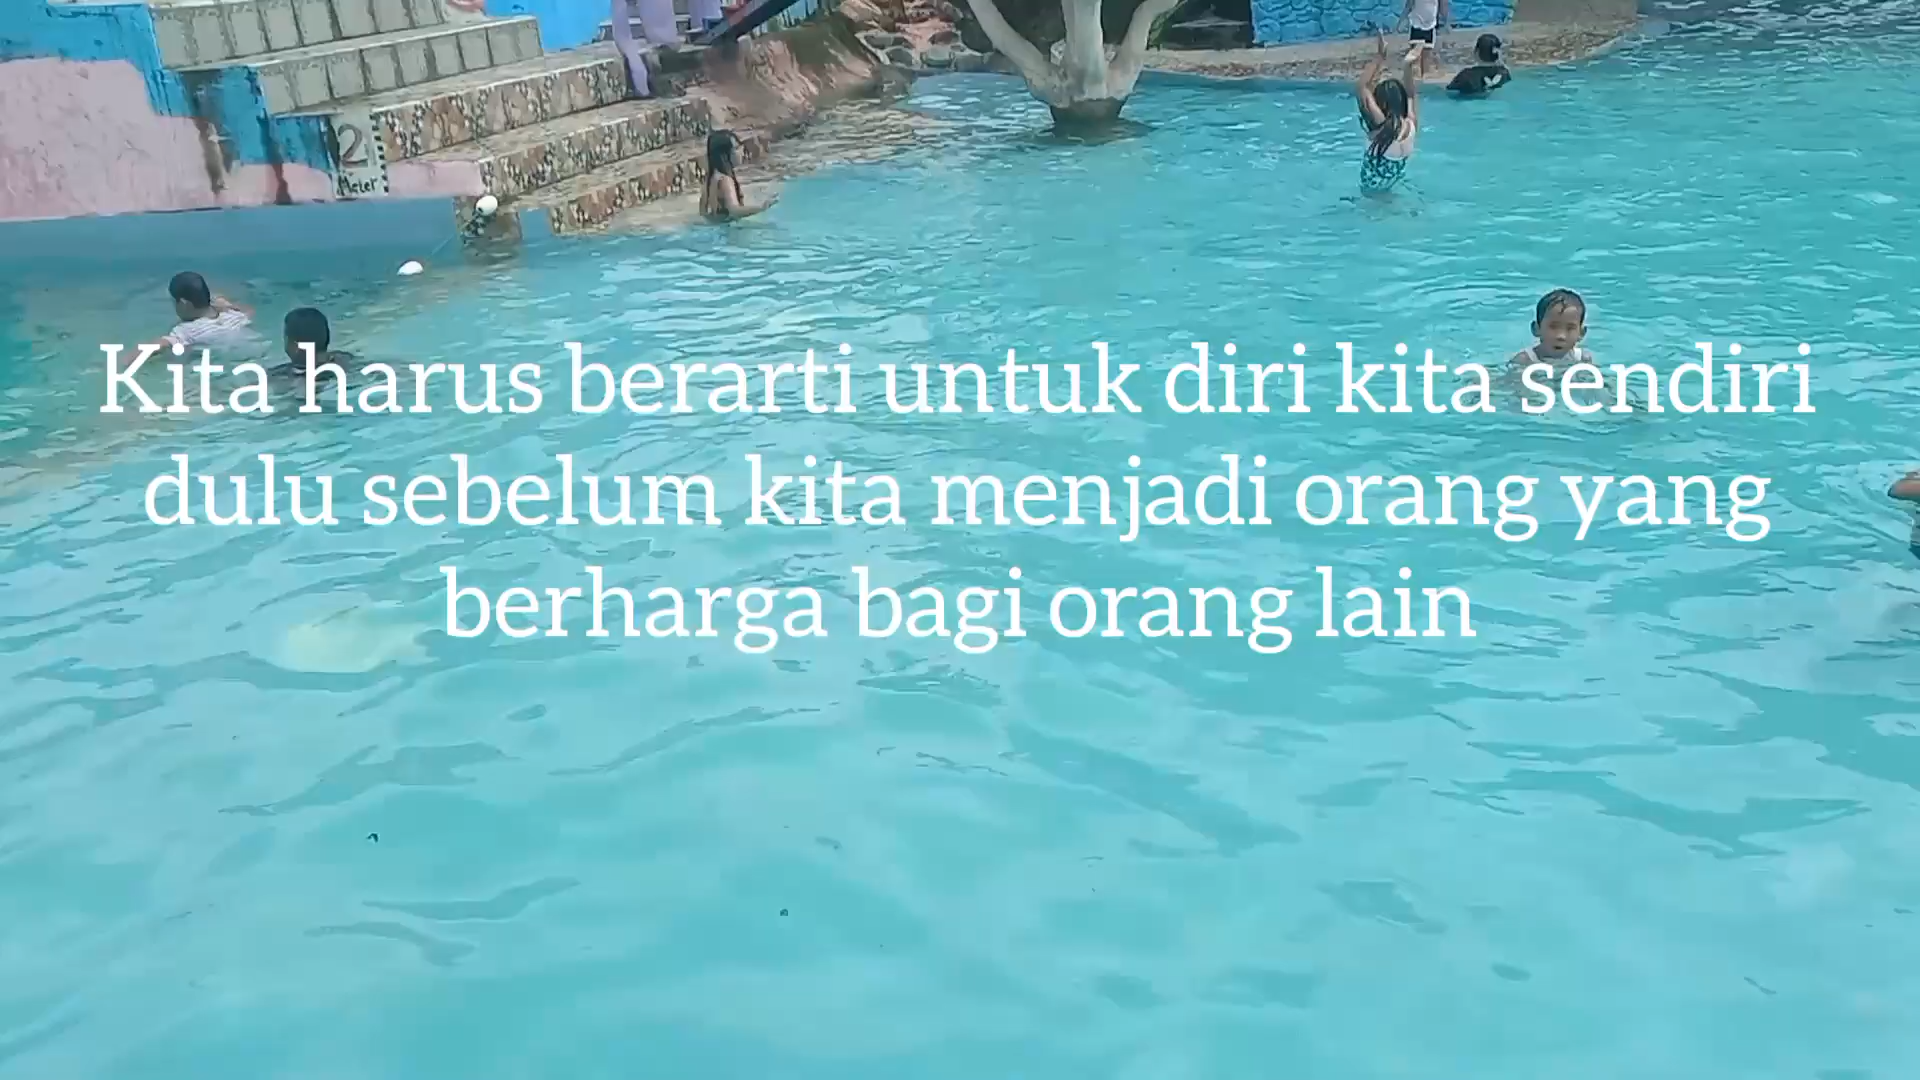 2
Meter
Kita harus berarti untuk diri kita sendiri
dulu sebelum kita menjadi orang yang
berharga bagi orang lain